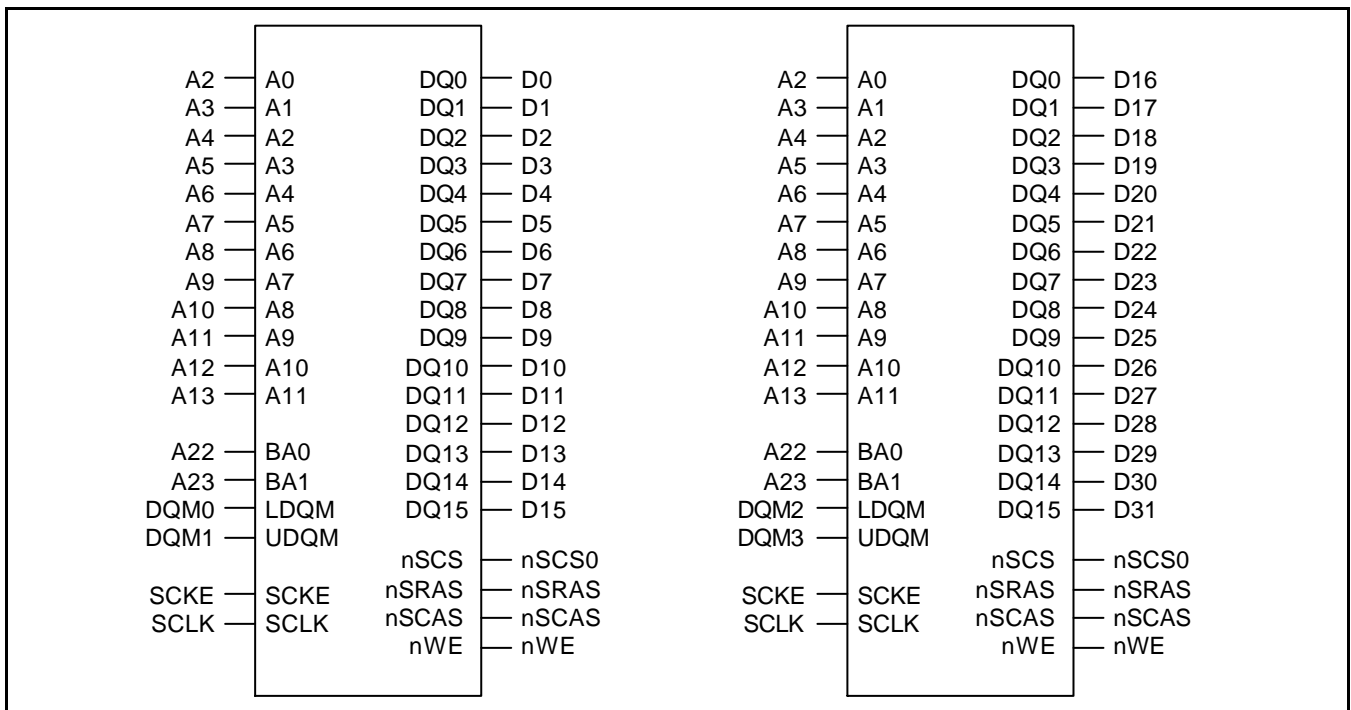 A2 A0 DQ0 D0 A2 A0 DQ0 D16
A3 A1 DQ1 D1 A3 A1 DQ1 D17
A4 A2 DQ2 D2 A4 A2 DQ2 D18
A5 A3 DQ3 D3 A5 A3 DQ3 D19
A6 A4 DQ4 D4 A6 A4 DQ4 D20
A7 A5 DQ5 D5 A7 A5 DQ5 D21
A8 A6 DQ6 D6 A8 A6 DQ6 D22
A9 A7 DQ7 D7 A9 A7 DQ7 D23
A10 A8 DQ8 D8 A10 A8 DQ8 D24
A11 A9 DQ9 D9 A11 A9 DQ9 D25
A12 A10 DQ10 D10 A12 A10 DQ10 D26
A13 A11 DQ11 D11 A13 A11 DQ11 D27
DQ12 D12 DQ12 D28
A22 BA0 DQ13 D13 A22 BA0 DQ13 D29
A23 BA1 DQ14 D14 A23 BA1 DQ14 D30
DQM0 LDQM DQ15 D15 DQM2 LDQM DQ15 D31
DQM1 UDQM DQM3 UDQM
nSCS nSCS0 nSCS nSCS0
SCKE SCKE nSRAS nSRAS SCKE SCKE nSRAS nSRAS
SCLK SCLK nSCAS nSCAS SCLK SCLK nSCAS nSCAS
nWE nWE nWE nWE